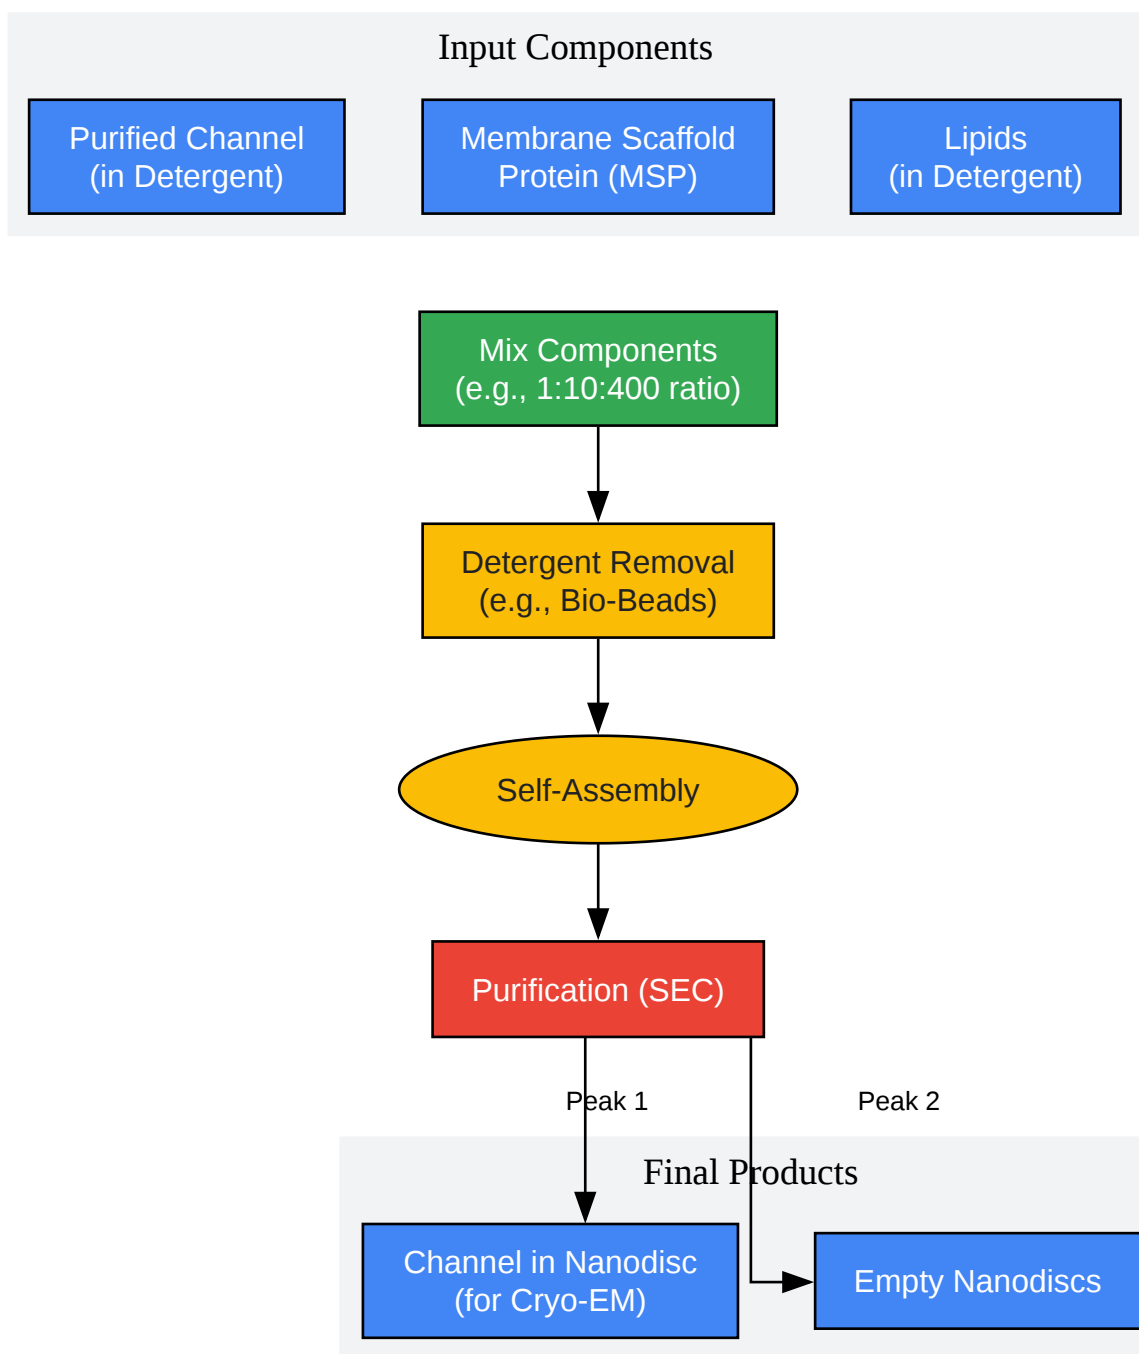 Input Components
Purified Channel
(in Detergent)
Membrane Scaffold
Protein (MSP)
Lipids
(in Detergent)
Mix Components
(e.g., 1:10:400 ratio)
Detergent Removal
(e.g., Bio-Beads)
Self-Assembly
Purification (SEC)
Peak 1
Peak 2
Final Products
Channel in Nanodisc
(for Cryo-EM)
Empty Nanodiscs